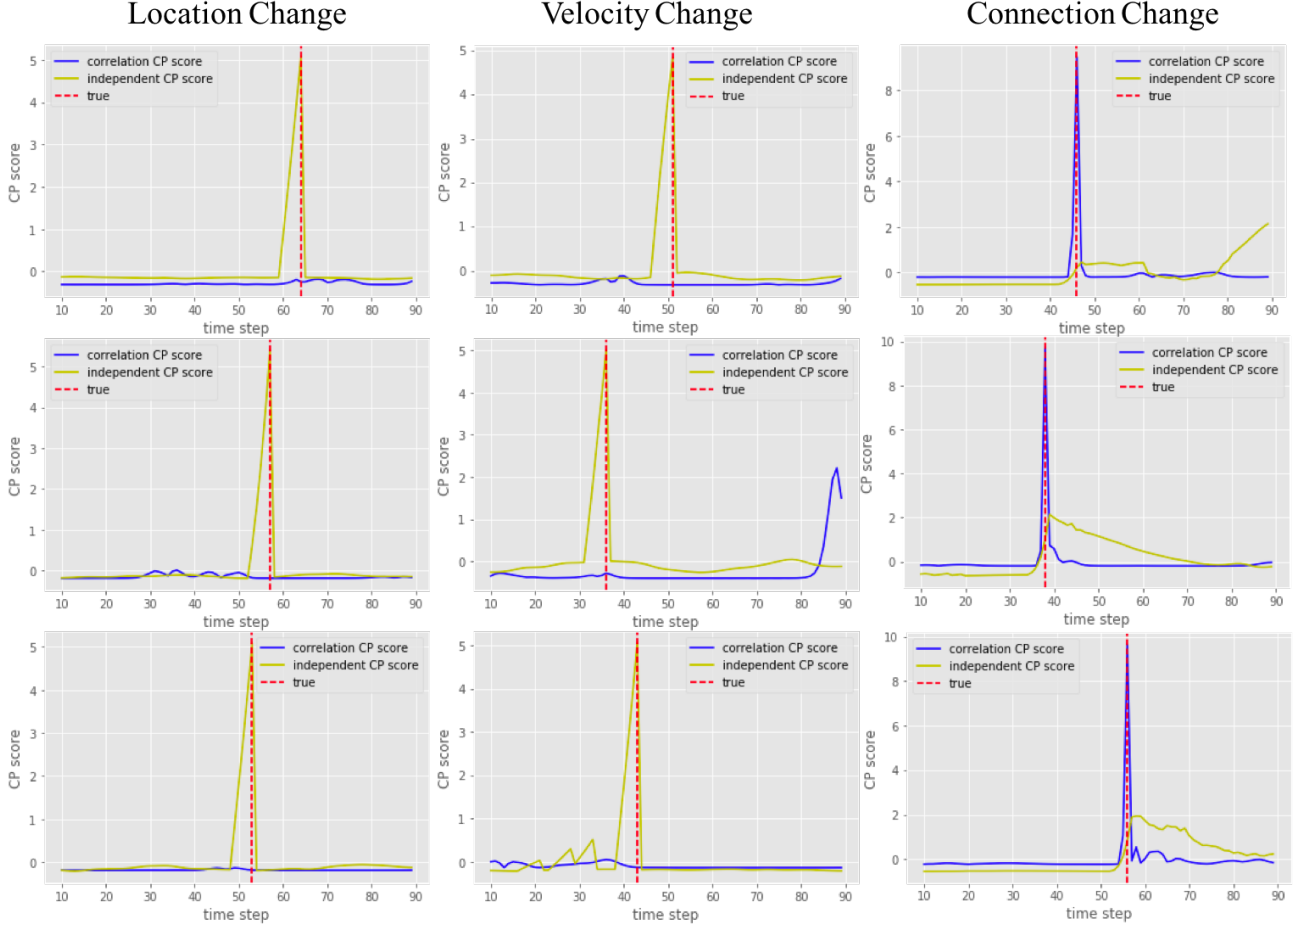 Location Change
Velocity Change
Connection Change
correlation CP score
independent CP score
true
CP score
5
4
3
2
1
0
10 20 30 40 50 60 70 80 90
time step
correlation CP score
independent CP score
true
5
4
3
2
1
0
10 20 30 40 50 60 70 80 90
time step
correlation CP score
independent CP score
true
CP score
8
6
4
2
0
10 20 30 40 50 60 70 80 90
time step
correlation CP score
independent CP score
true
CP score
5
4
3
2
1
0
10 20 30 40 50 60 70 80 90
time step
correlation CP score
independent CP score
true
CP score
5
4
3
2
1
0
10 20 30 40 50 60 70 80 90
time step
correlation CP score
independent CP score
true
CP score
10
8
6
4
2
0
10 20 30 40 50 60 70 80 90
time step
correlation CP score
independent CP score
true
CP score
5
4
3
2
1
0
10 20 30 40 50 60 70 80 90
time step
correlation CP score
independent CP score
true
CP score
5
4
3
2
1
0
10 20 30 40 50 60 70 80 90
time step
correlation CP score
independent CP score
true
CP score
10
8
6
4
2
0
10 20 30 40 50 60 70 80 90
time step